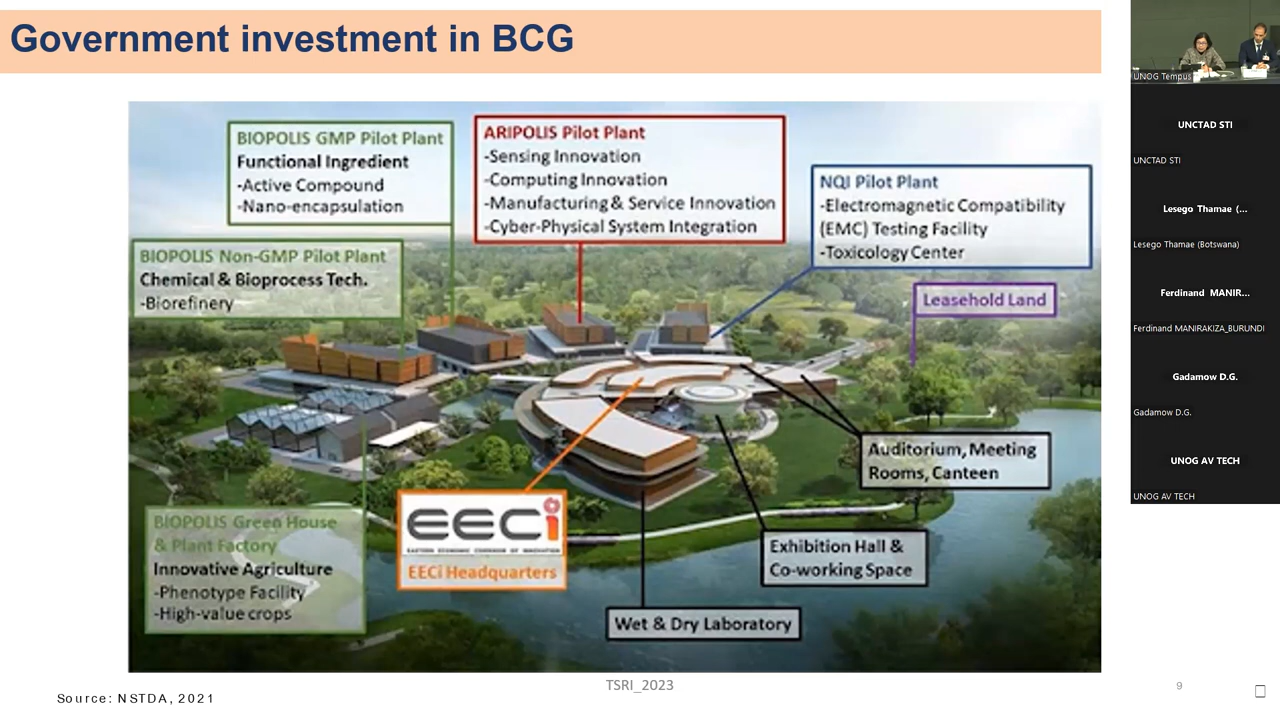 Government investment in BCG
BIOPOLIS GMP Pilot Plant
Functional Ingredient
-Active Compound
-Nano-encapsulation
ARIPOLIS Pilot Plant
-Sensing Innovation
-Computing Innovation
-Manufacturing & Service Innovation
-Cyber-Physical System Integration
NQI Pilot Plant
-Electromagnetic Compatibility
(EMC) Testing Facility
-Toxicology Center
BIOPOLIS Non-GMP Pilot Plant
Chemical & Bioprocess Tech.
-Biorefinery
Leasehold Land
Auditorium, Meeting
Rooms, Canteen
BIOPOLIS Green House
& Plant Factory
Innovative Agriculture
-Phenotype Facility
-High-value crops
EECi
EASTERN ECONOMIC CORRIDOR OF INNOVATION
EECi Headquarters
Exhibition Hall &
Co-working Space
Wet & Dry Laboratory
Source: NSTDA, 2021
TSRI_2023
9
UNOG Tempus
UNCTAD STI
UNCTAD STI
Lesego Thamae (...
Lesego Thamae (Botswana)
Ferdinand MANIR...
Ferdinand MANIRAKIZA_BURUNDI
Gadamow D.G.
Gadamow D.G.
UNOG AV TECH
UNOG AV TECH